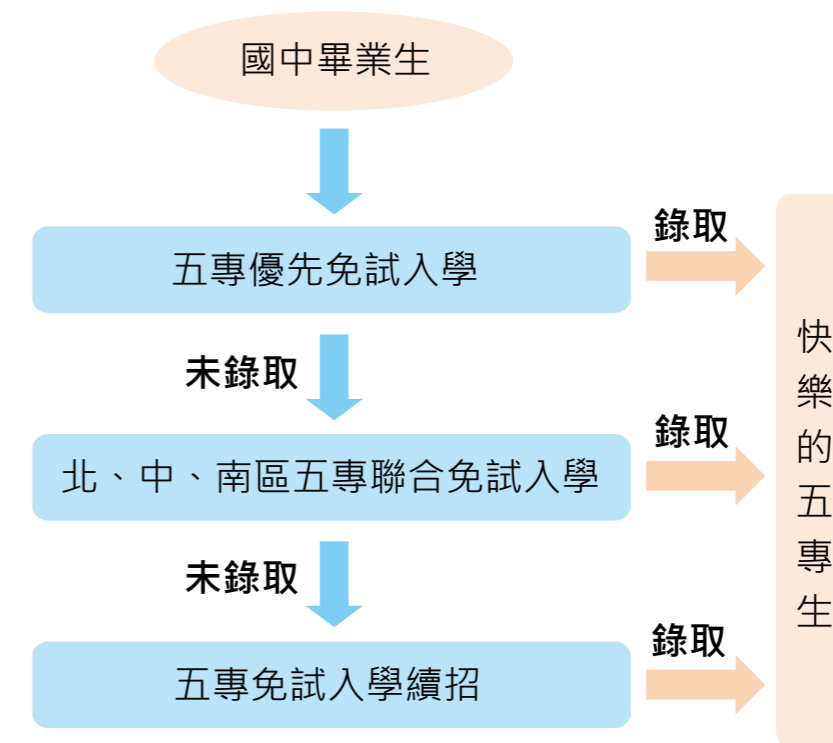 國中畢業生
五專優先免試入學
錄取
未錄取
北、中、南區五專聯合免試入學
錄取
未錄取
五專免試入學續招
錄取
快樂的五專生